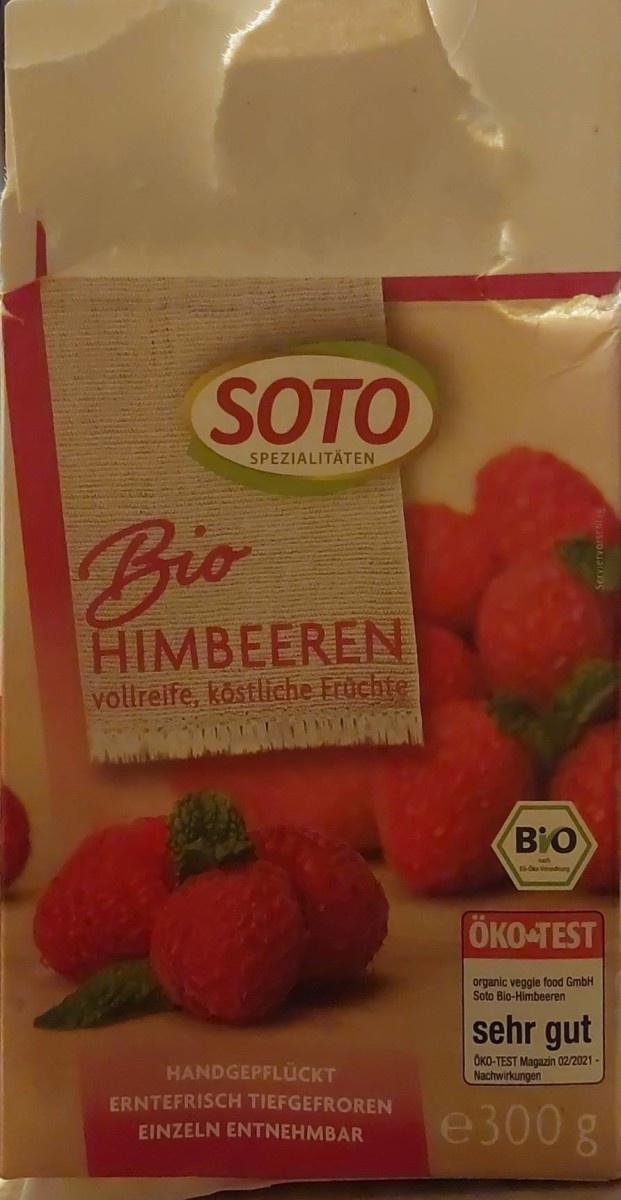 SOTO
SPEZIALITÄTEN
Bio
HIMBEEREN
vollreife, köstliche Früchte
Serviervorschlag
BiO
nach
EG-Öko-Verordnung
ÖKO-TEST
organic veggie food GmbH
Soto Bio-Himbeeren
sehr gut
ÖKO-TEST Magazin 02/2021 -
Nachwirkungen
HANDGEPFLÜCKT
ERNTEFRISCH TIEFGEFROREN
EINZELN ENTNEHMBAR
e300g